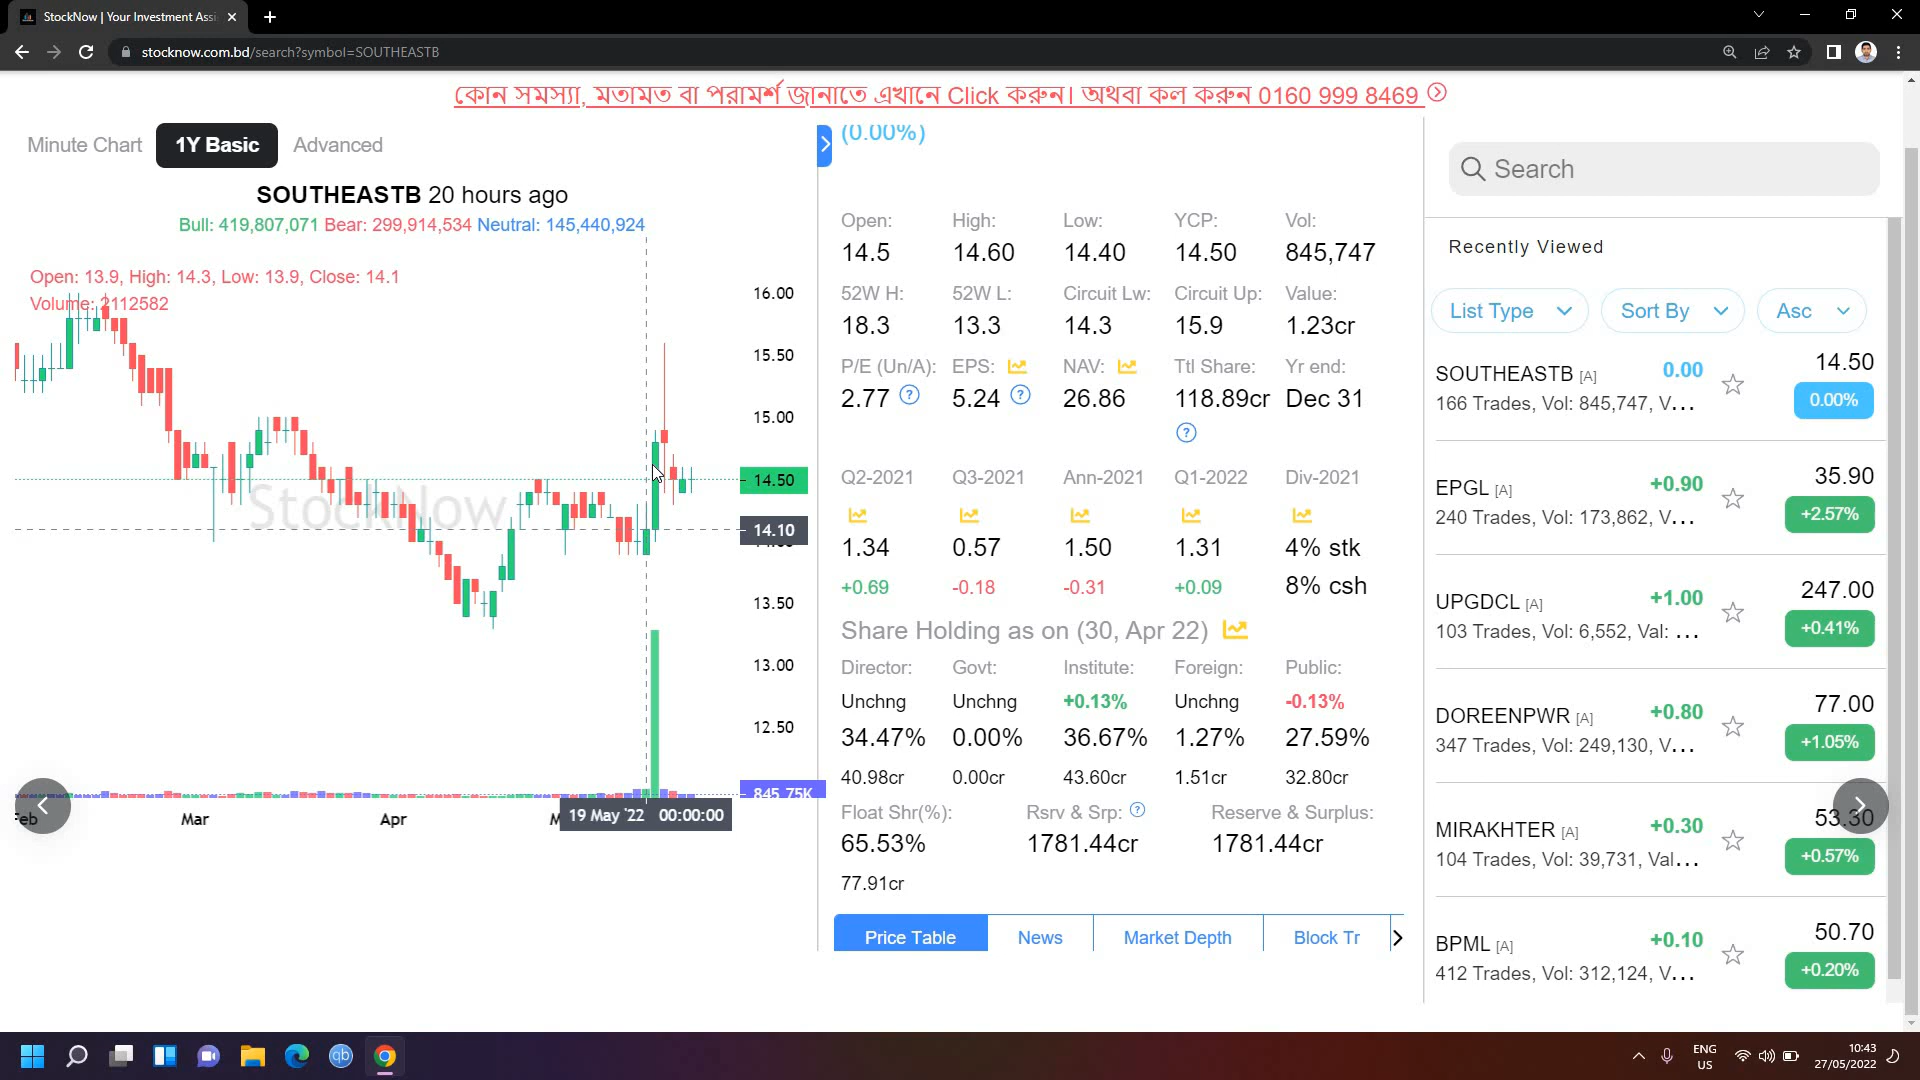 StockNow | Your Investment Assi
stocknow.com.bd/search?symbol=SOUTHEASTB
কোন সমস্যা, মতামত বা পরামর্শ জানাতে এখানে Click করুন। অথবা কল করুন 0160 999 8469
Minute Chart 1Y Basic Advanced
SOUTHEASTB 20 hours ago
Bull: 419,807,071 Bear: 299,914,534 Neutral: 145,440,924
Open: 13.9, High: 14.3, Low: 13.9, Close: 14.1
Volume: 2112582
16.00
15.50
15.00
14.50
14.10
13.50
13.00
12.50
845.75K
StockNow
Feb Mar Apr
19 May '22 00:00:00
(0.00%)
Open: High: Low: YCP: Vol:
14.5 14.60 14.40 14.50 845,747
52W H: 52W L: Circuit Lw: Circuit Up: Value:
18.3 13.3 14.3 15.9 1.23cr
P/E (Un/A): EPS: NAV: Ttl Share: Yr end:
2.77 5.24 26.86 118.89cr Dec 31
Q2-2021 Q3-2021 Ann-2021 Q1-2022 Div-2021
1.34 0.57 1.50 1.31 4% stk
+0.69 -0.18 -0.31 +0.09 8% csh
Share Holding as on (30, Apr 22)
Director: Govt: Institute: Foreign: Public:
Unchng Unchng +0.13% Unchng -0.13%
34.47% 0.00% 36.67% 1.27% 27.59%
40.98cr 0.00cr 43.60cr 1.51cr 32.80cr
Float Shr(%): Rsrv & Srp: Reserve & Surplus:
65.53% 1781.44cr 1781.44cr
77.91cr
Price Table News Market Depth Block Tr
Search
Recently Viewed
List Type Sort By Asc
SOUTHEASTB [A] 0.00 14.50
166 Trades, Vol: 845,747, V... 0.00%
EPGL [A] +0.90 35.90
240 Trades, Vol: 173,862, V... +2.57%
UPGDCL [A] +1.00 247.00
103 Trades, Vol: 6,552, Val: ... +0.41%
DOREENPWR [A] +0.80 77.00
347 Trades, Vol: 249,130, V... +1.05%
MIRAKHTER [A] +0.30 53.30
104 Trades, Vol: 39,731, Val... +0.57%
BPML [A] +0.10 50.70
412 Trades, Vol: 312,124, V... +0.20%
qb
ENG
US
10:43
27/05/2022